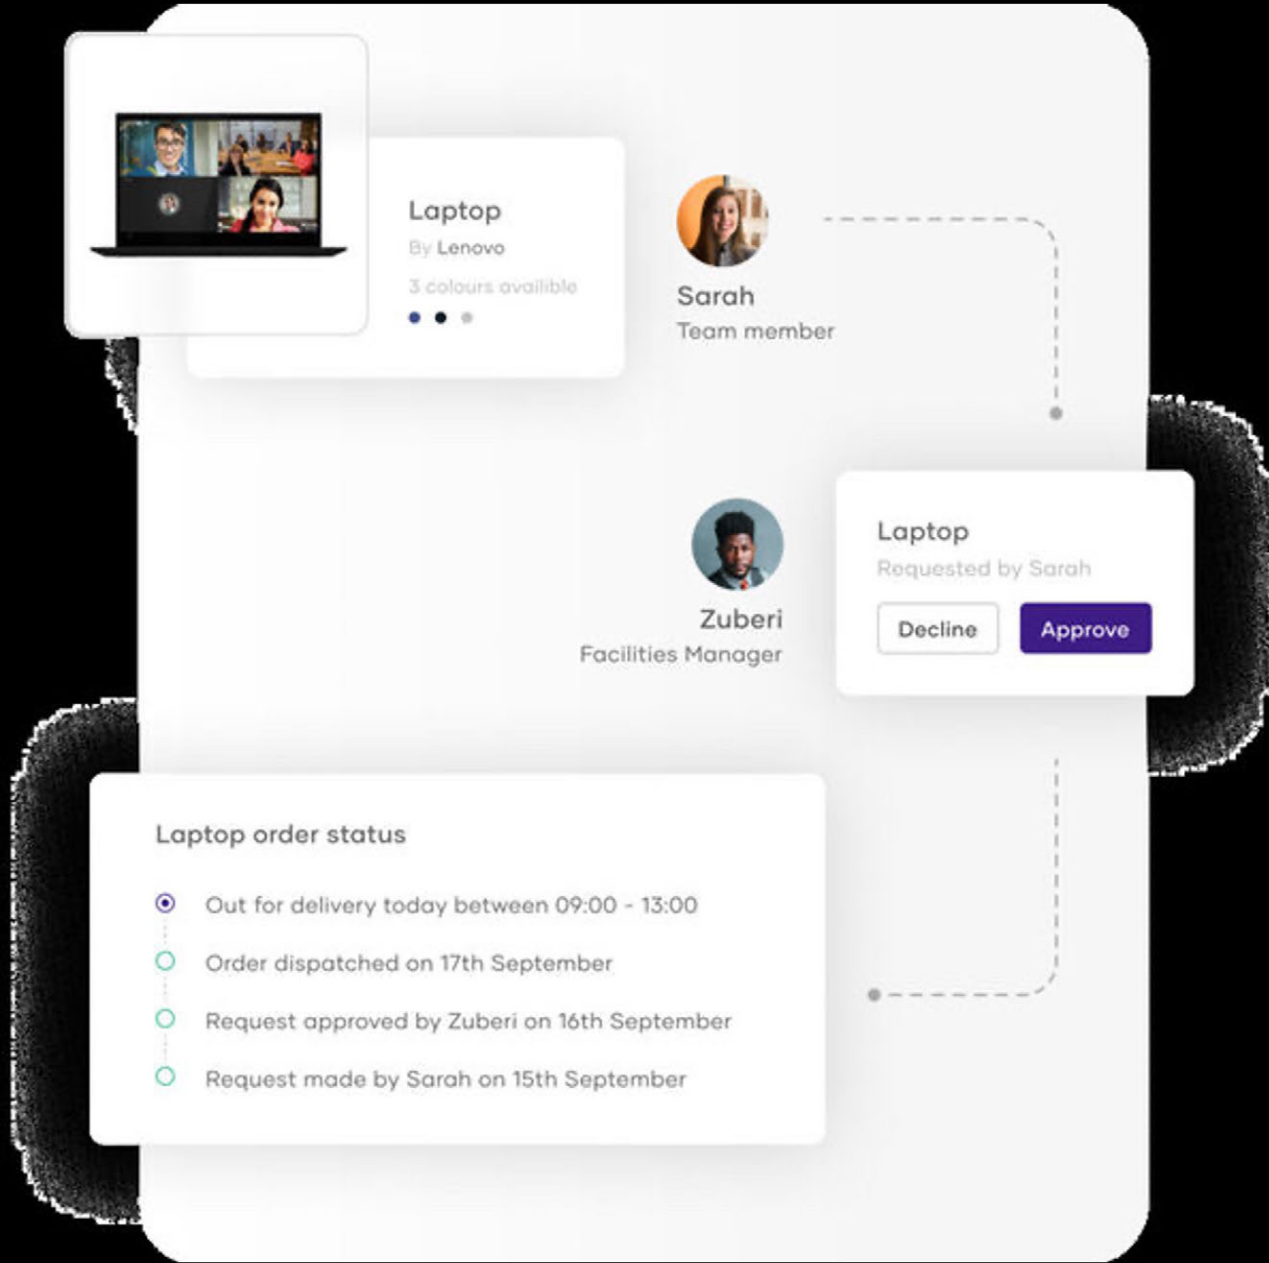 Laptop
By Lenovo
3 colours availible
Sarah
Team member
Zuberi
Facilities Manager
Laptop
Requested by Sarah
Decline
Approve
Laptop order status
Out for delivery today between 09:00 - 13:00
Order dispatched on 17th September
Request approved by Zuberi on 16th September
Request made by Sarah on 15th September